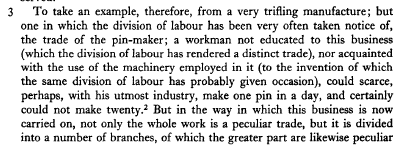 3 To take an example, therefore, from a very trifling manufacture; but
one in which the division of labour has been very often taken notice of,
the trade of the pin-maker; a workman not educated to this business
(which the division of labour has rendered a distinct trade), nor acquainted
with the use of the machinery employed in it (to the invention of which
the same division of labour has probably given occasion), could scarce,
perhaps, with his utmost industry, make one pin in a day, and certainly
could not make twenty.² But in the way in which this business is now
carried on, not only the whole work is a peculiar trade, but it is divided
into a number of branches, of which the greater part are likewise peculiar